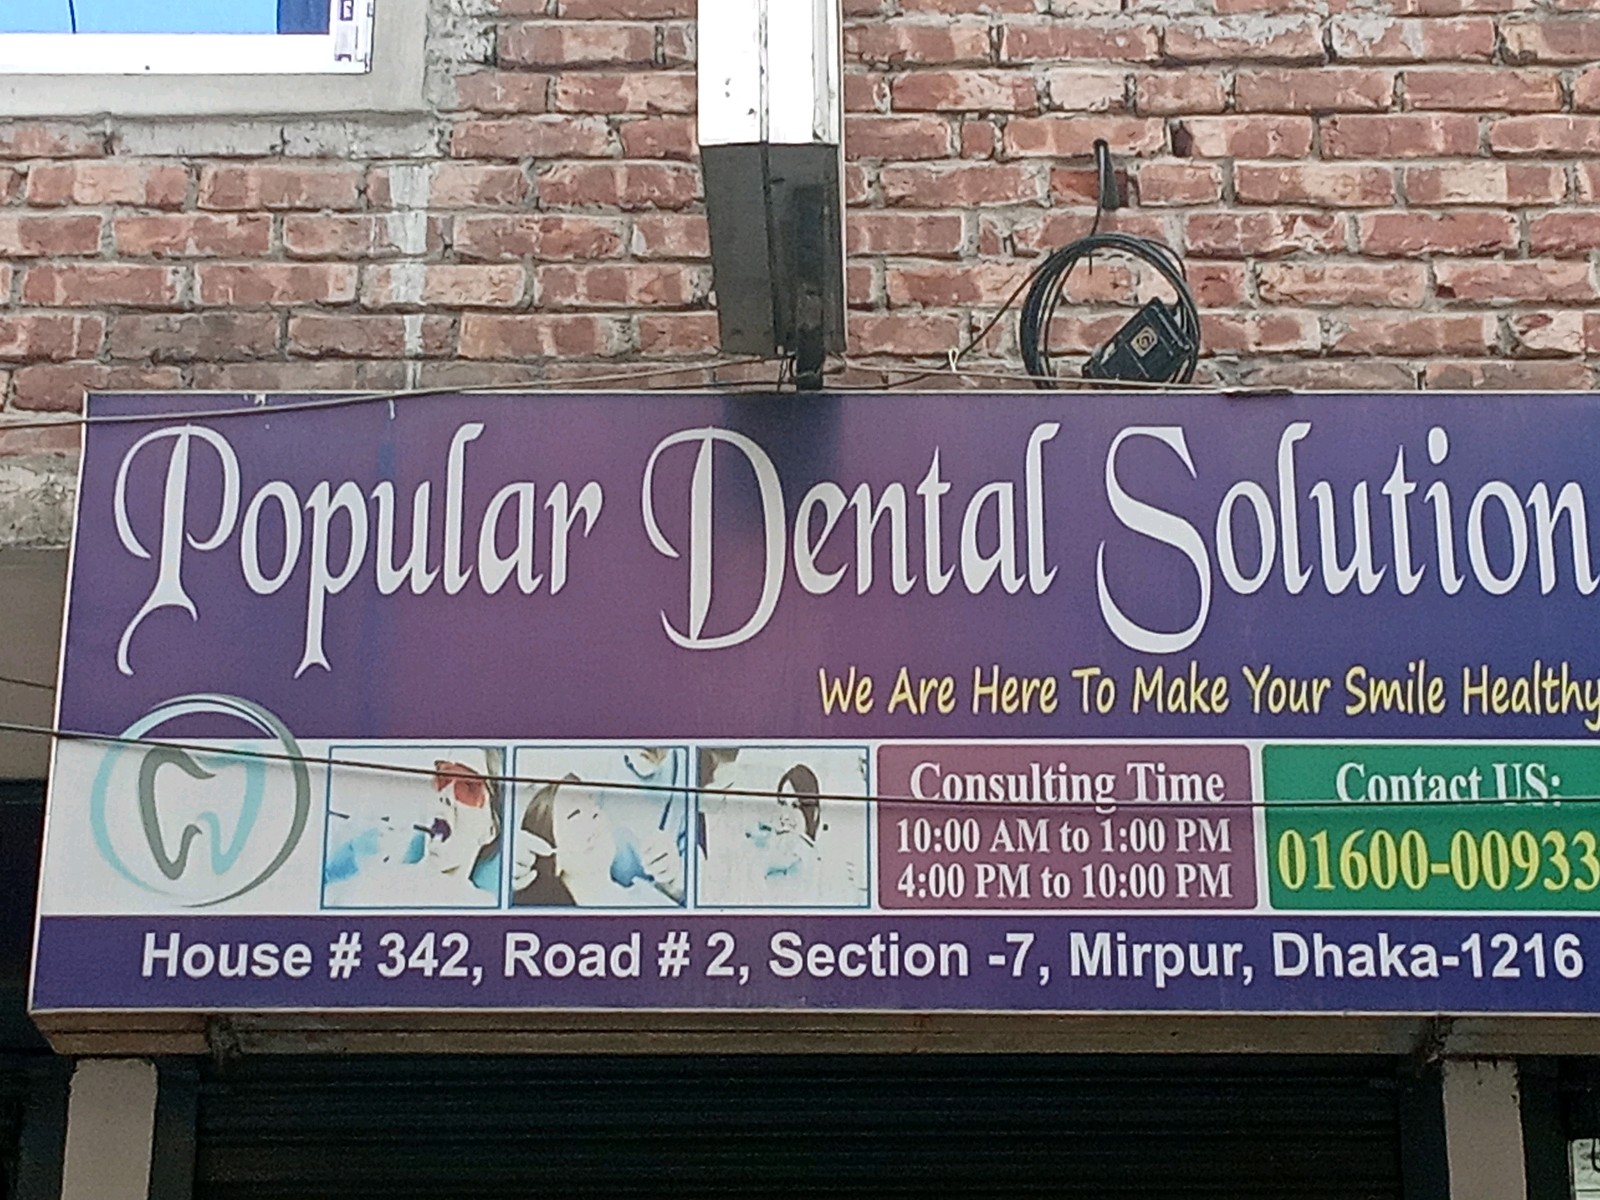 Popular Dental Solution
We Are Here To Make Your Smile Healthy
Consulting Time
10:00 AM to 1:00 PM
4:00 PM to 10:00 PM
Contact US:
01600-00933
House # 342, Road # 2, Section -7, Mirpur, Dhaka-1216